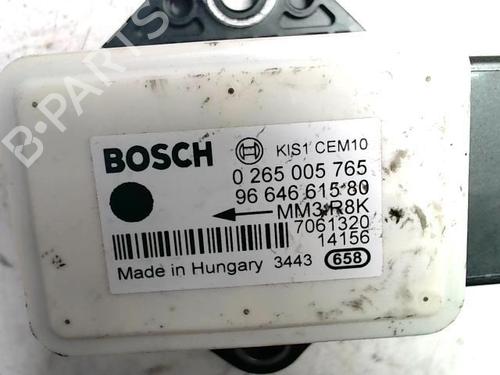 BOSCH KIS1 CEM10
0 265 005 765
96 646 615 80
MM3.R8K
7061320
14156
Made in Hungary 3443 658